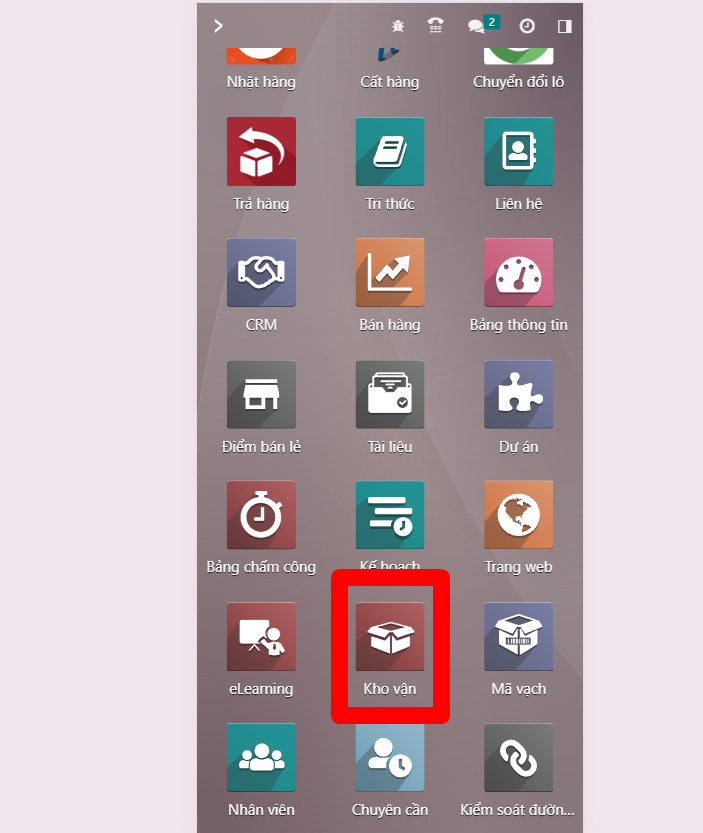 2
Nhặt hàng
Cất hàng
Chuyển đổi lô
Trả hàng
Tri thức
Liên hệ
CRM
Bán hàng
Bảng thông tin
Điểm bán lẻ
Tài liệu
Dự án
Bảng chấm công
Kế hoạch
Trang web
eLearning
Kho vận
Mã vạch
Nhân viên
Chuyên cần
Kiểm soát đườn...